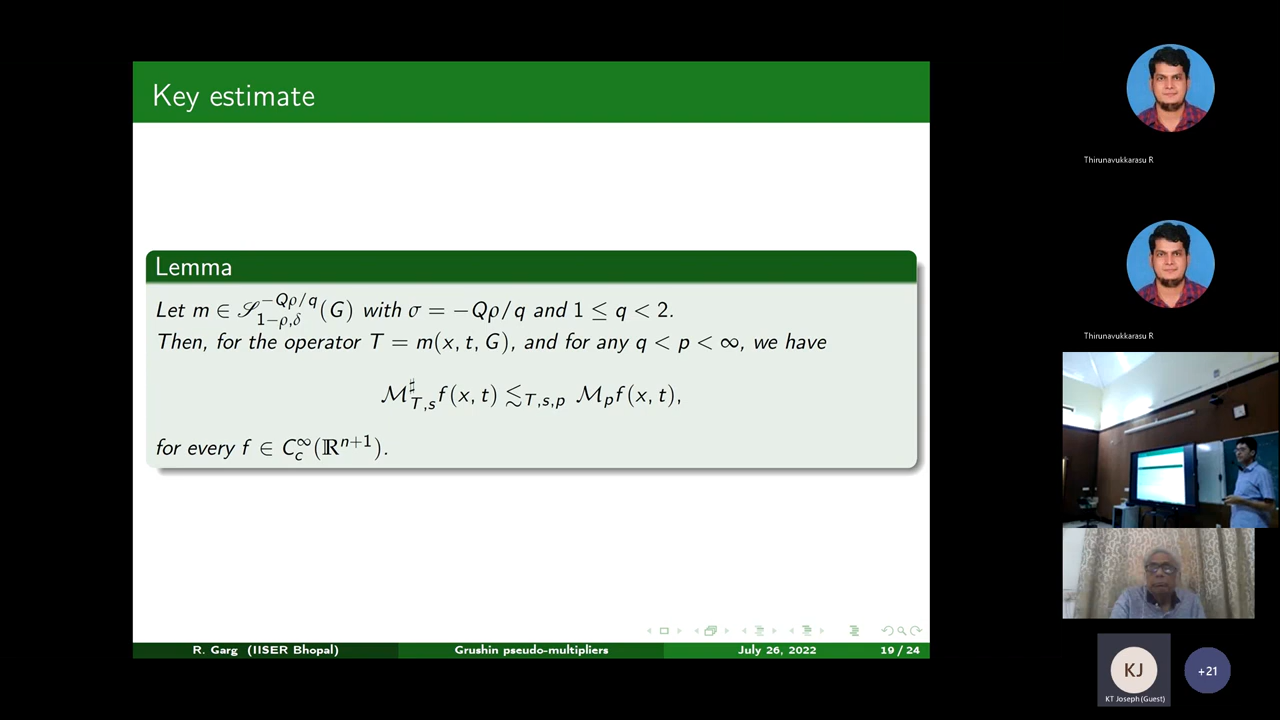 Key estimate
Lemma
Let m ∈ 𝒮^{-Qρ/q}_{1-ρ,δ}(G) with σ = -Qρ/q and 1 ≤ q < 2.
Then, for the operator T = m(x, t, G), and for any q < p < ∞, we have
ℳ^♯_{T,s} f(x, t) ≲_{T,s,p} ℳ_p f(x, t),
for every f ∈ C_c^∞(ℝ^{n+1}).
R. Garg (IISER Bhopal)
Grushin pseudo-multipliers
July 26, 2022
19 / 24
Thirunavukkarasu R
Thirunavukkarasu R
KJ
KT Joseph (Guest)
+21